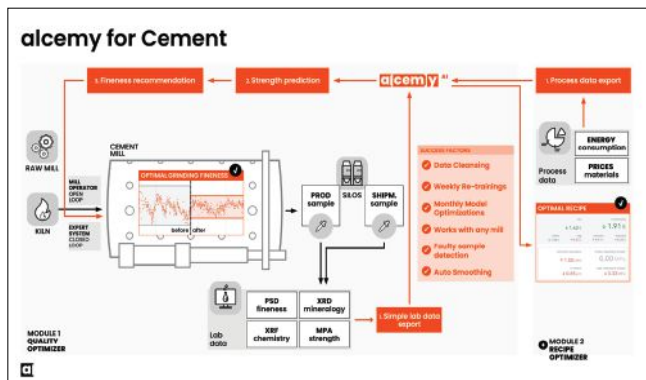 alcemy for Cement
3. Fineness recommendation
2. Strength prediction
alcemy AI
1. Process data export
RAW MILL
KILN
MILL
OPERATOR
OPEN
LOOP
EXPERT
SYSTEM
CLOSED
LOOP
CEMENT
MILL
OPTIMAL GRINDING FINENESS
before
after
PROD
sample
SILOS
SHIPM.
sample
SUCCESS FACTORS
Data Cleansing
Weekly Re-trainings
Monthly Model
Optimizations
Works with any mill
Faulty sample
detection
Auto Smoothing
Process
data
ENERGY
consumption
PRICES
materials
OPTIMAL RECIPE
Lab
data
PSD
fineness
XRD
mineralogy
XRF
chemistry
MPA
strength
1. Simple lab data
export
MODULE 1
QUALITY
OPTIMIZER
MODULE 2
RECIPE
OPTIMIZER
a